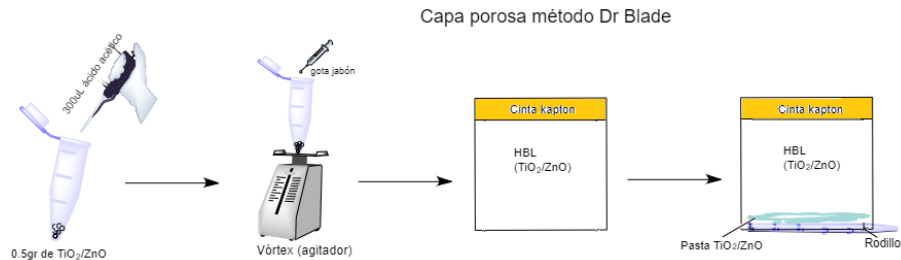 Capa porosa método Dr Blade
300uL ácido acético
0.5gr de TiO₂/ZnO
gota jabón
Vórtex (agitador)
Cinta kapton
HBL
(TiO₂/ZnO)
Cinta kapton
HBL
(TiO₂/ZnO)
Pasta TiO₂/ZnO
Rodillo